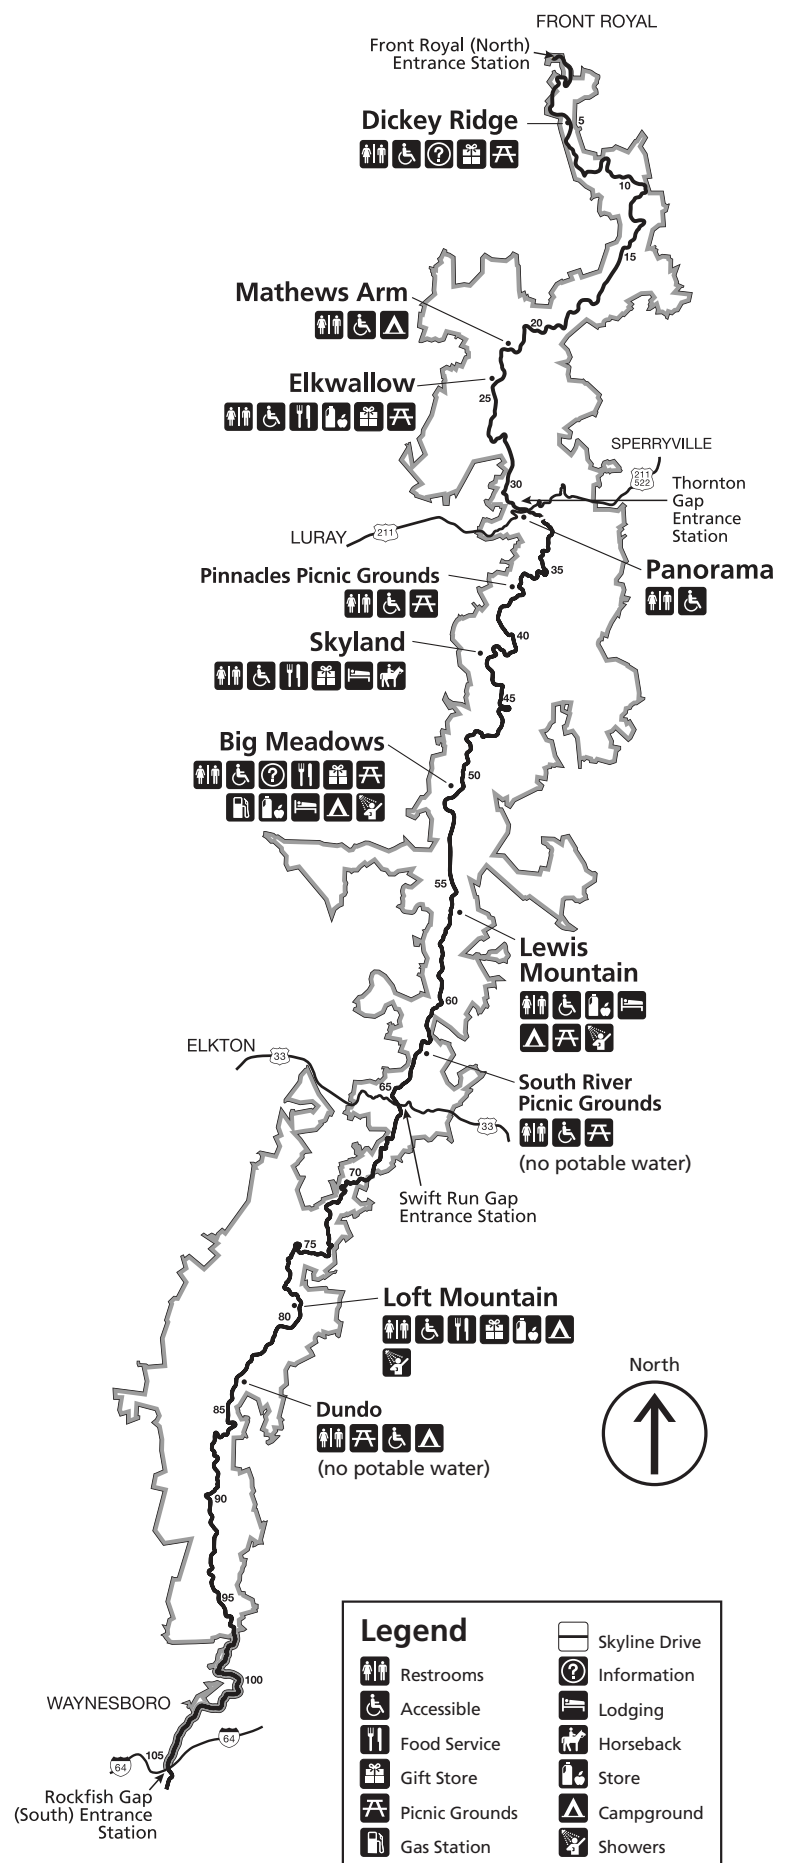 FRONT ROYAL
Front Royal (North)
Entrance Station
Dickey Ridge
5
10
15
Mathews Arm
20
Elkwallow
25
SPERRYVILLE
211
522
30
Thornton
Gap
Entrance
Station
LURAY
211
Panorama
35
Pinnacles Picnic Grounds
40
Skyland
45
Big Meadows
50
55
Lewis
Mountain
60
ELKTON
33
65
South River
Picnic Grounds
33
(no potable water)
70
Swift Run Gap
Entrance Station
75
Loft Mountain
80
North
85
Dundo
(no potable water)
90
95
100
WAYNESBORO
64
105
64
Rockfish Gap
(South) Entrance
Station
Legend
Skyline Drive
Restrooms
Information
Accessible
Lodging
Food Service
Horseback
Gift Store
Store
Picnic Grounds
Campground
Gas Station
Showers